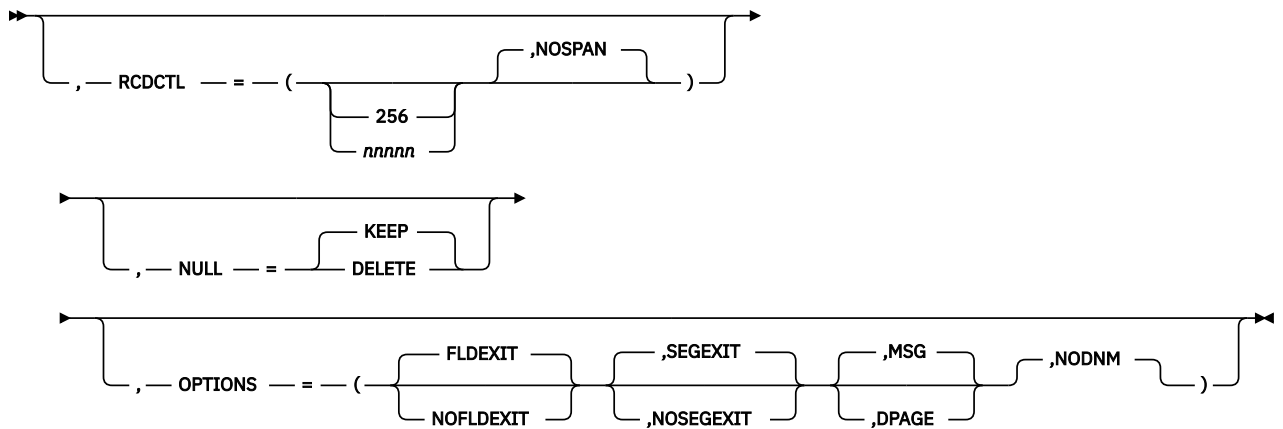 ,NOSPAN
, RCDCTL = ( )
256
nnnnn
KEEP
, NULL = DELETE
FLDEXIT ,SEGEXIT ,MSG ,NODNM
, OPTIONS = ( )
NOFLDEXIT ,NOSEGEXIT ,DPAGE